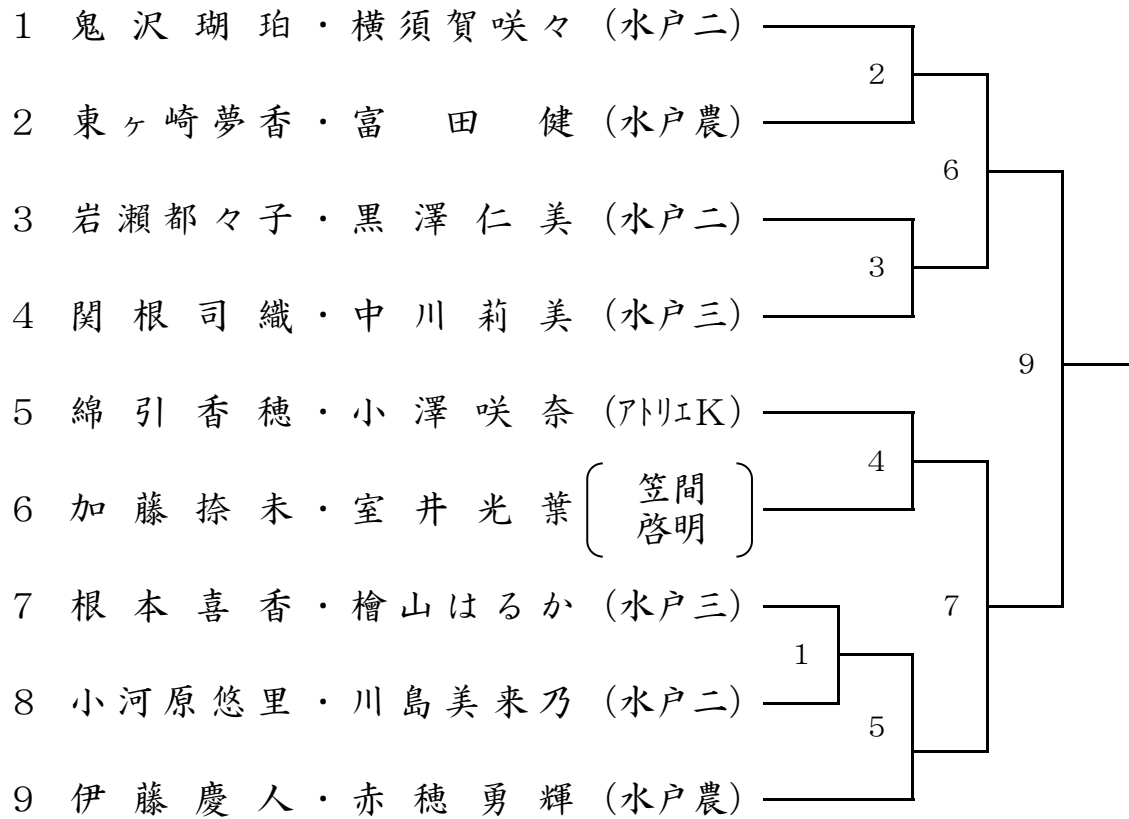 1 鬼沢瑚珀・横須賀咲々 (水戸二)
2
2 東ヶ崎夢香・富田健 (水戸農)
6
3 岩瀬都々子・黒澤仁美 (水戸二)
3
4 関根司織・中川莉美 (水戸三)
9
5 綿引香穂・小澤咲奈 (アトリエK)
4
6 加藤捺未・室井光葉 笠間
啓明
7 根本喜香・檜山はるか (水戸三)
7
1
8 小河原悠里・川島美来乃 (水戸二)
5
9 伊藤慶人・赤穂勇輝 (水戸農)